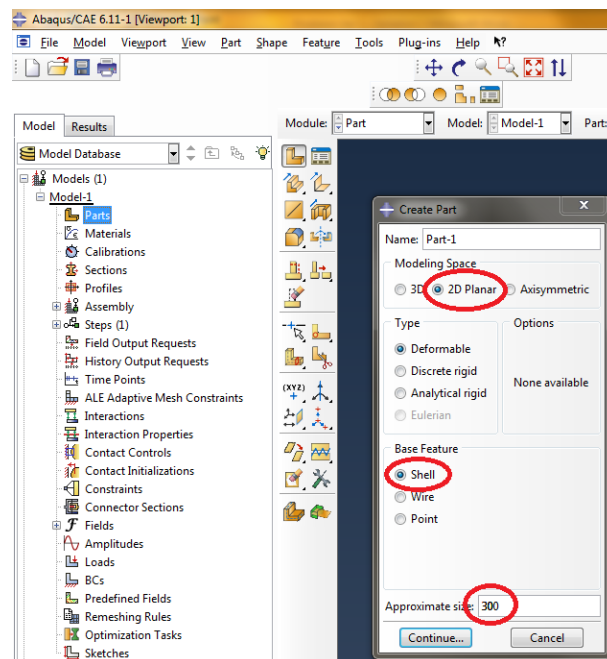 Abaqus/CAE 6.11-1 [Viewport: 1]
File Model Viewport View Part Shape Feature Tools Plug-ins Help
Model Results
Module: Part Model: Model-1 Part:
Model Database
Models (1)
Model-1
Parts
Materials
Calibrations
Sections
Profiles
Assembly
Steps (1)
Field Output Requests
History Output Requests
Time Points
ALE Adaptive Mesh Constraints
Interactions
Interaction Properties
Contact Controls
Contact Initializations
Constraints
Connector Sections
Fields
Amplitudes
Loads
BCs
Predefined Fields
Remeshing Rules
Optimization Tasks
Sketches
(XYZ)
Create Part
X
Name: Part-1
Modeling Space
3D 2D Planar Axisymmetric
Type Options
Deformable
Discrete rigid
Analytical rigid
Eulerian
None available
Base Feature
Shell
Wire
Point
Approximate size: 300
Continue... Cancel